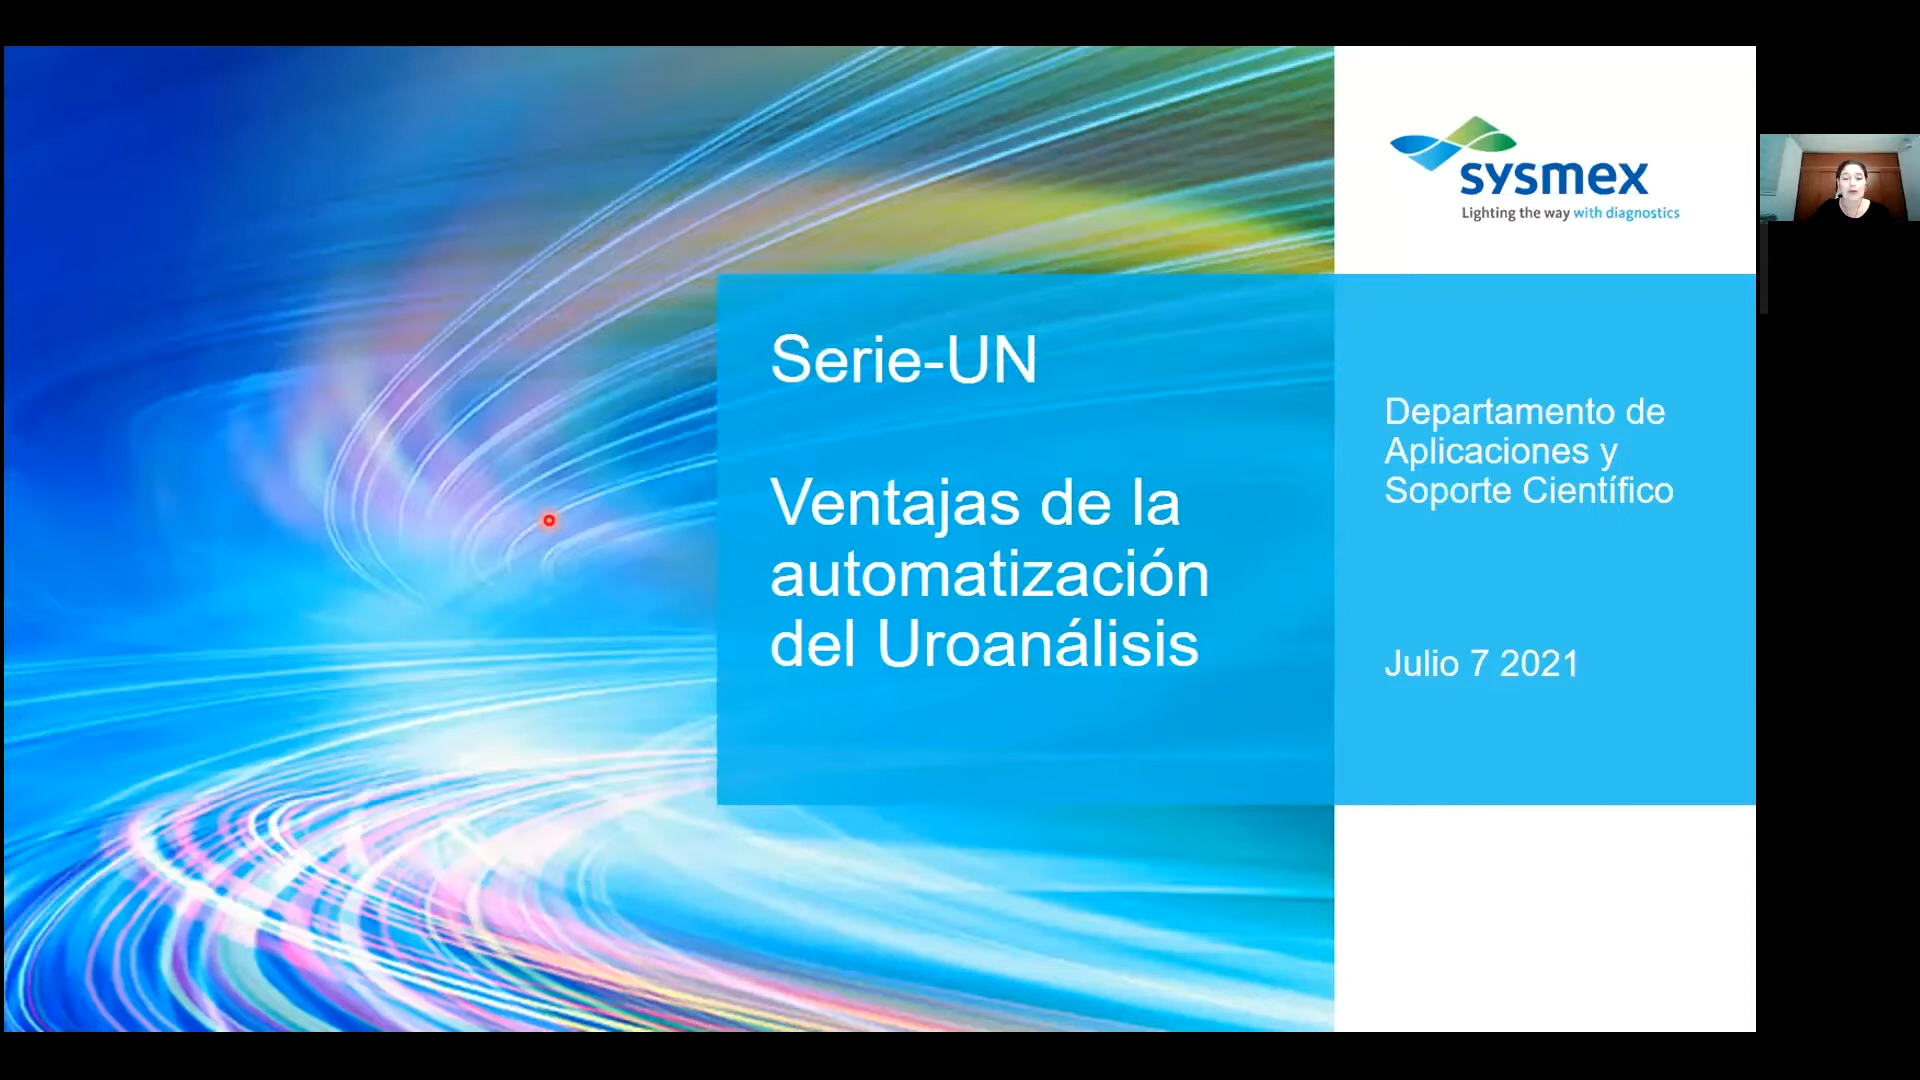 sysmex
Lighting the way with diagnostics
Serie-UN
Ventajas de la
automatización
del Uroanálisis
Departamento de
Aplicaciones y
Soporte Científico
Julio 7 2021